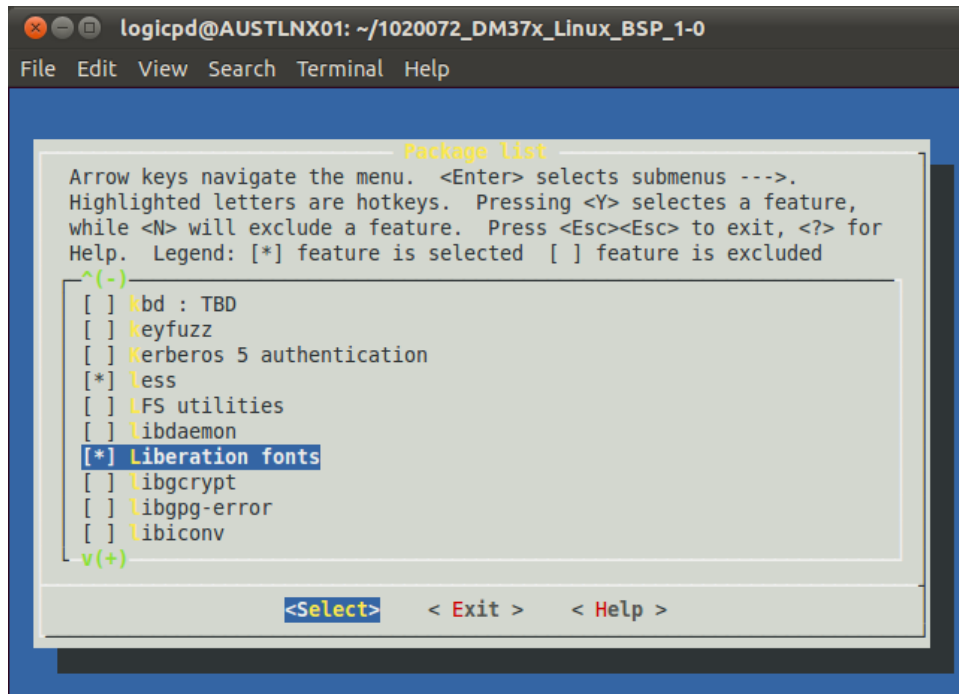 logicpd@AUSTLNX01: ~/1020072_DM37x_Linux_BSP_1-0
File Edit View Search Terminal Help
Package list
Arrow keys navigate the menu. <Enter> selects submenus --->.
Highlighted letters are hotkeys. Pressing <Y> selectes a feature,
while <N> will exclude a feature. Press <Esc><Esc> to exit, <?> for
Help. Legend: [*] feature is selected [ ] feature is excluded
^(-)
[ ] kbd : TBD
[ ] keyfuzz
[ ] Kerberos 5 authentication
[*] less
[ ] LFS utilities
[ ] libdaemon
[*] Liberation fonts
[ ] libgcrypt
[ ] libgpg-error
[ ] libiconv
v(+)
<Select> < Exit > < Help >